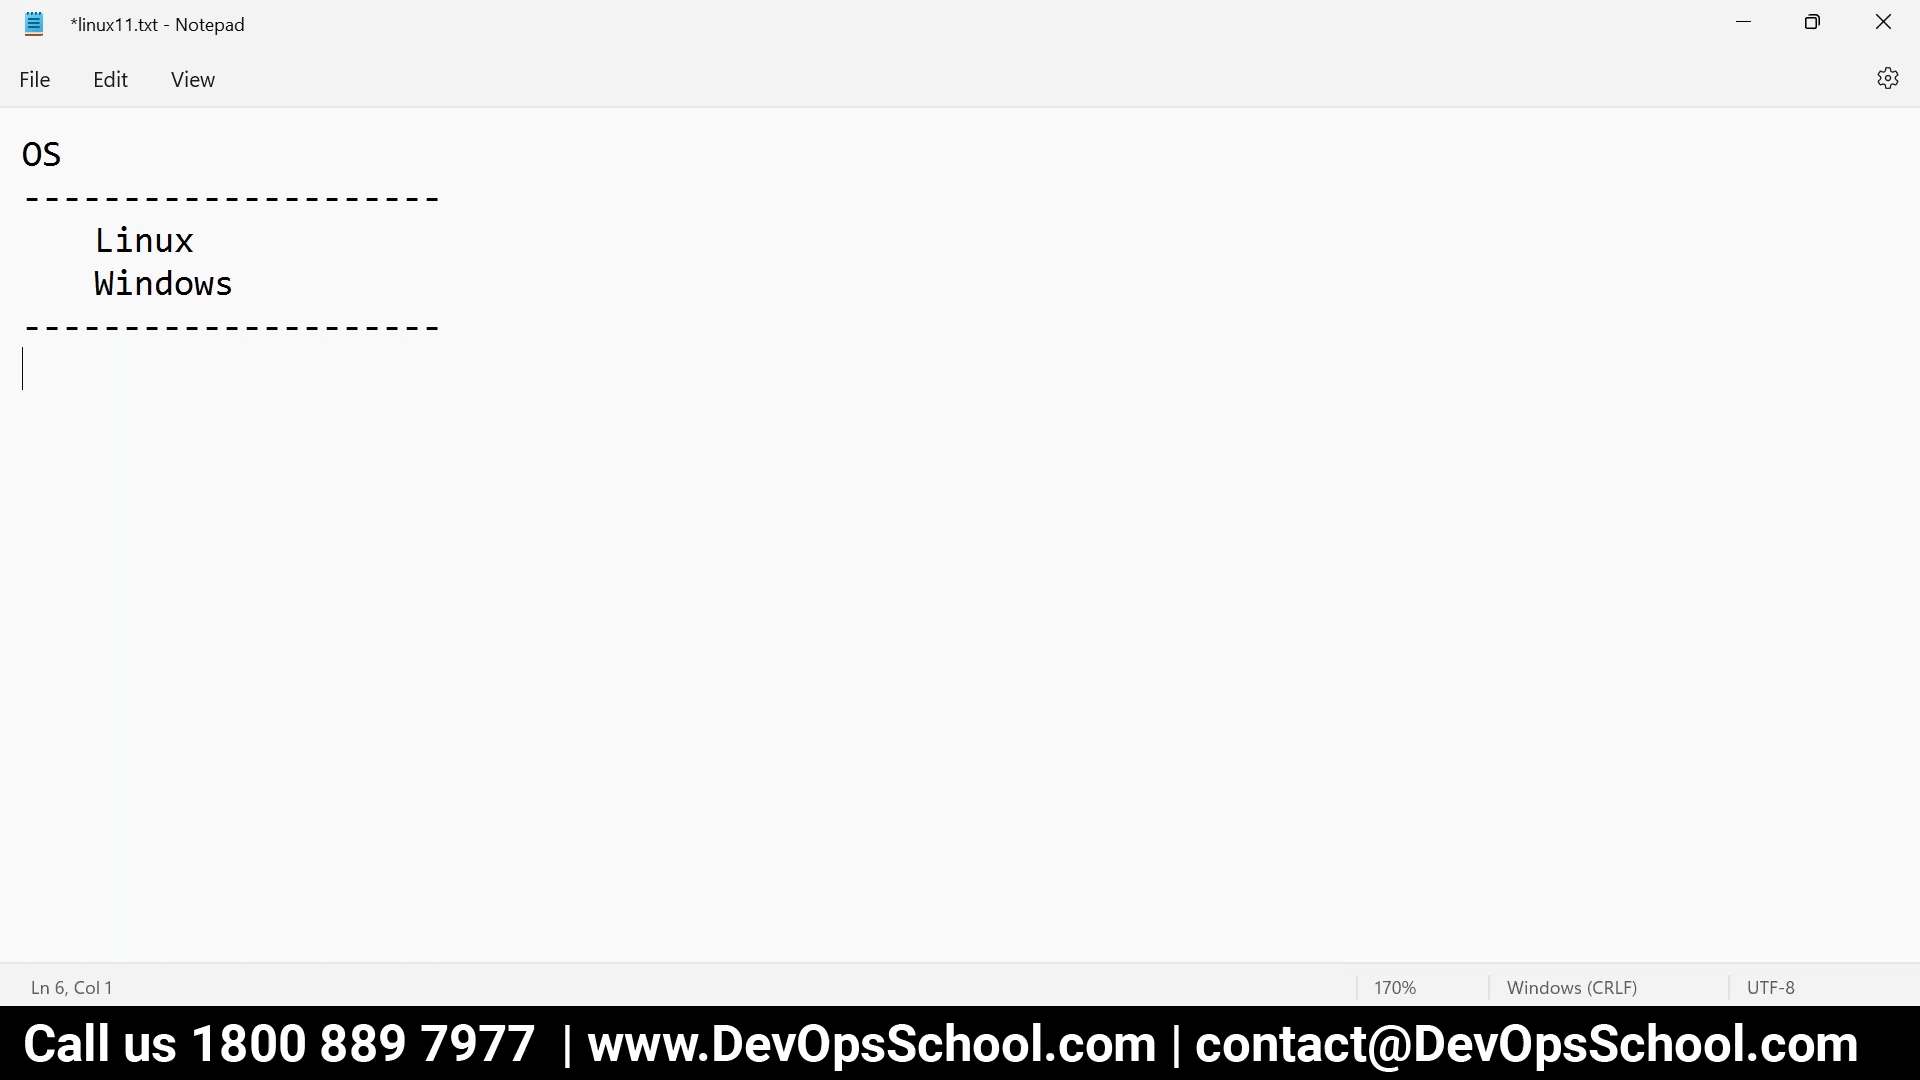 *linux11.txt - Notepad
File Edit View
OS
---------------------
Linux
Windows
---------------------
Ln 6, Col 1 170% Windows (CRLF) UTF-8
Call us 1800 889 7977 | www.DevOpsSchool.com | contact@DevOpsSchool.com